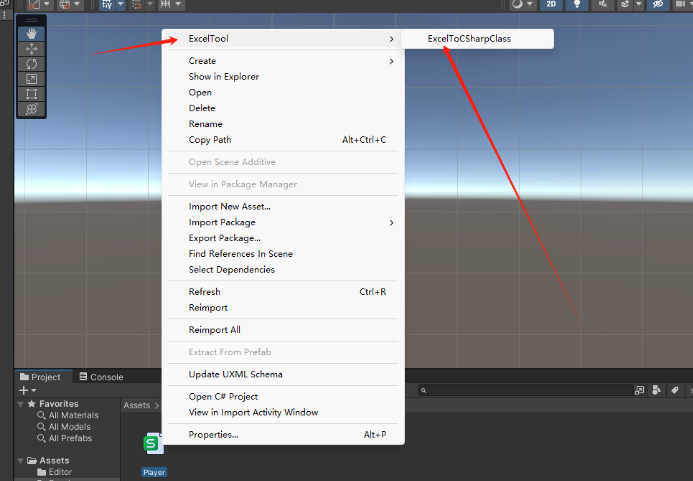 2D
ExcelTool
ExcelToCSharpClass
Create
Show in Explorer
Open
Delete
Rename
Copy Path Alt+Ctrl+C
Open Scene Additive
View in Package Manager
Import New Asset...
Import Package
Export Package...
Find References In Scene
Select Dependencies
Refresh Ctrl+R
Reimport
Reimport All
Extract From Prefab
Update UXML Schema
Open C# Project
View in Import Activity Window
Properties... Alt+P
Project
Console
Favorites
All Materials
All Models
All Prefabs
Assets
Editor
Assets >
S
Player